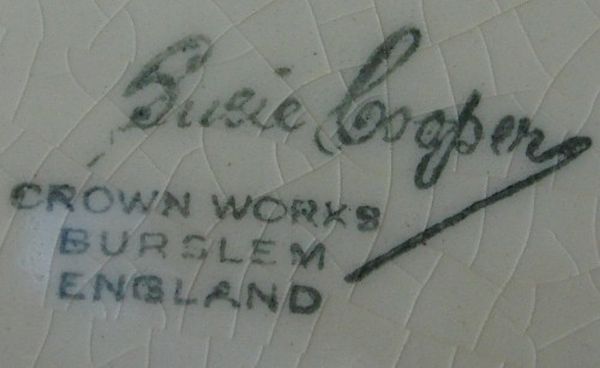 Susie Cooper
CROWN WORKS
BURSLEM
ENGLAND